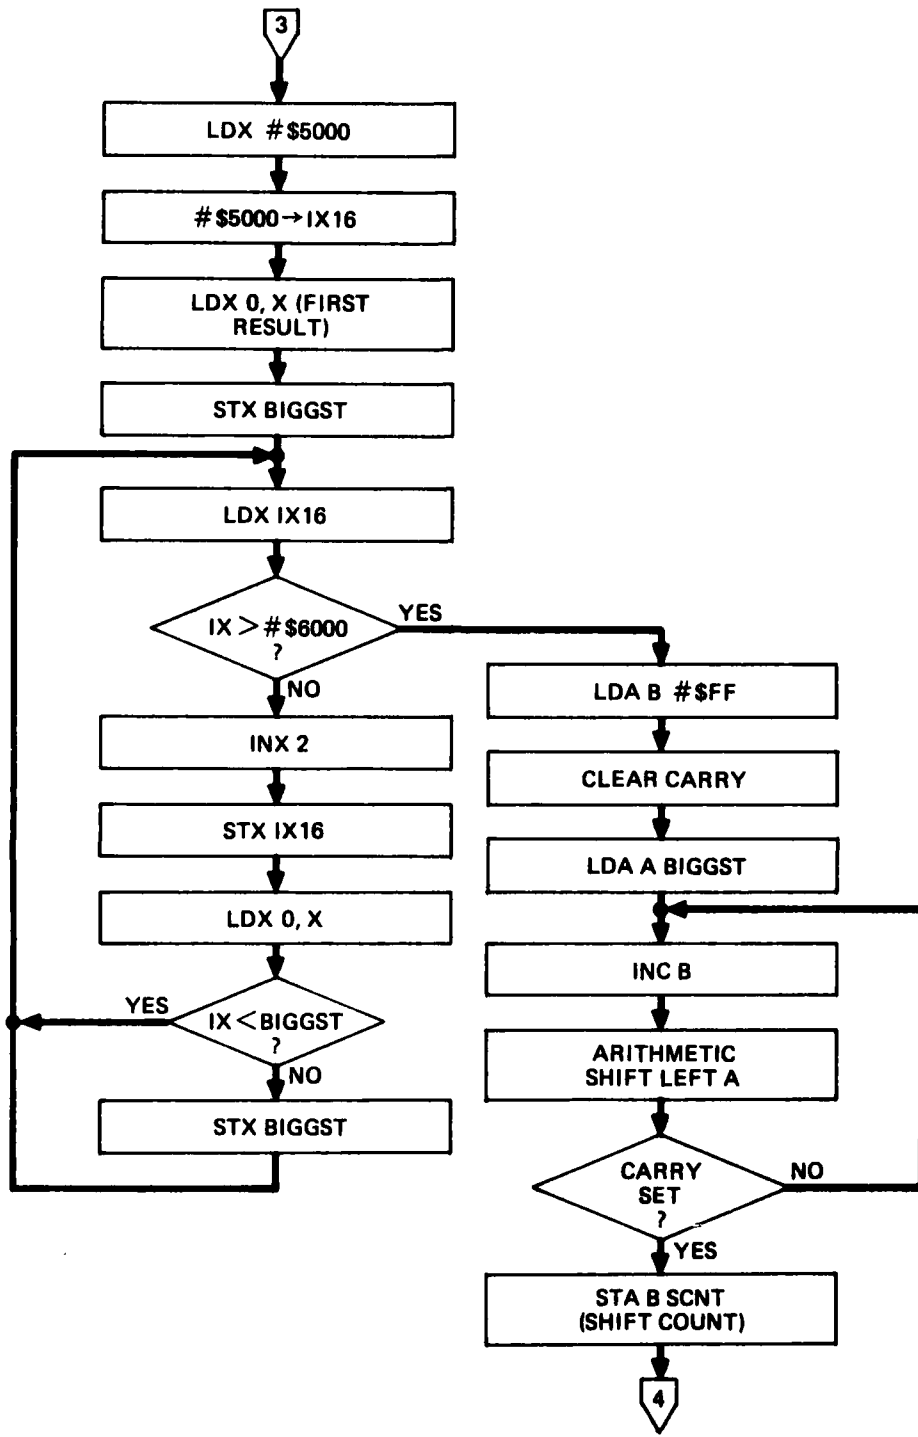 3
LDX #$5000
#$5000→IX16
LDX 0, X (FIRST
RESULT)
STX BIGGST
LDX IX16
IX > #$6000
?
YES
NO
INX 2
STX IX16
LDX 0, X
IX < BIGGST
?
YES
NO
STX BIGGST
LDA B #$FF
CLEAR CARRY
LDA A BIGGST
INC B
ARITHMETIC
SHIFT LEFT A
CARRY
SET
?
NO
YES
STA B SCNT
(SHIFT COUNT)
4